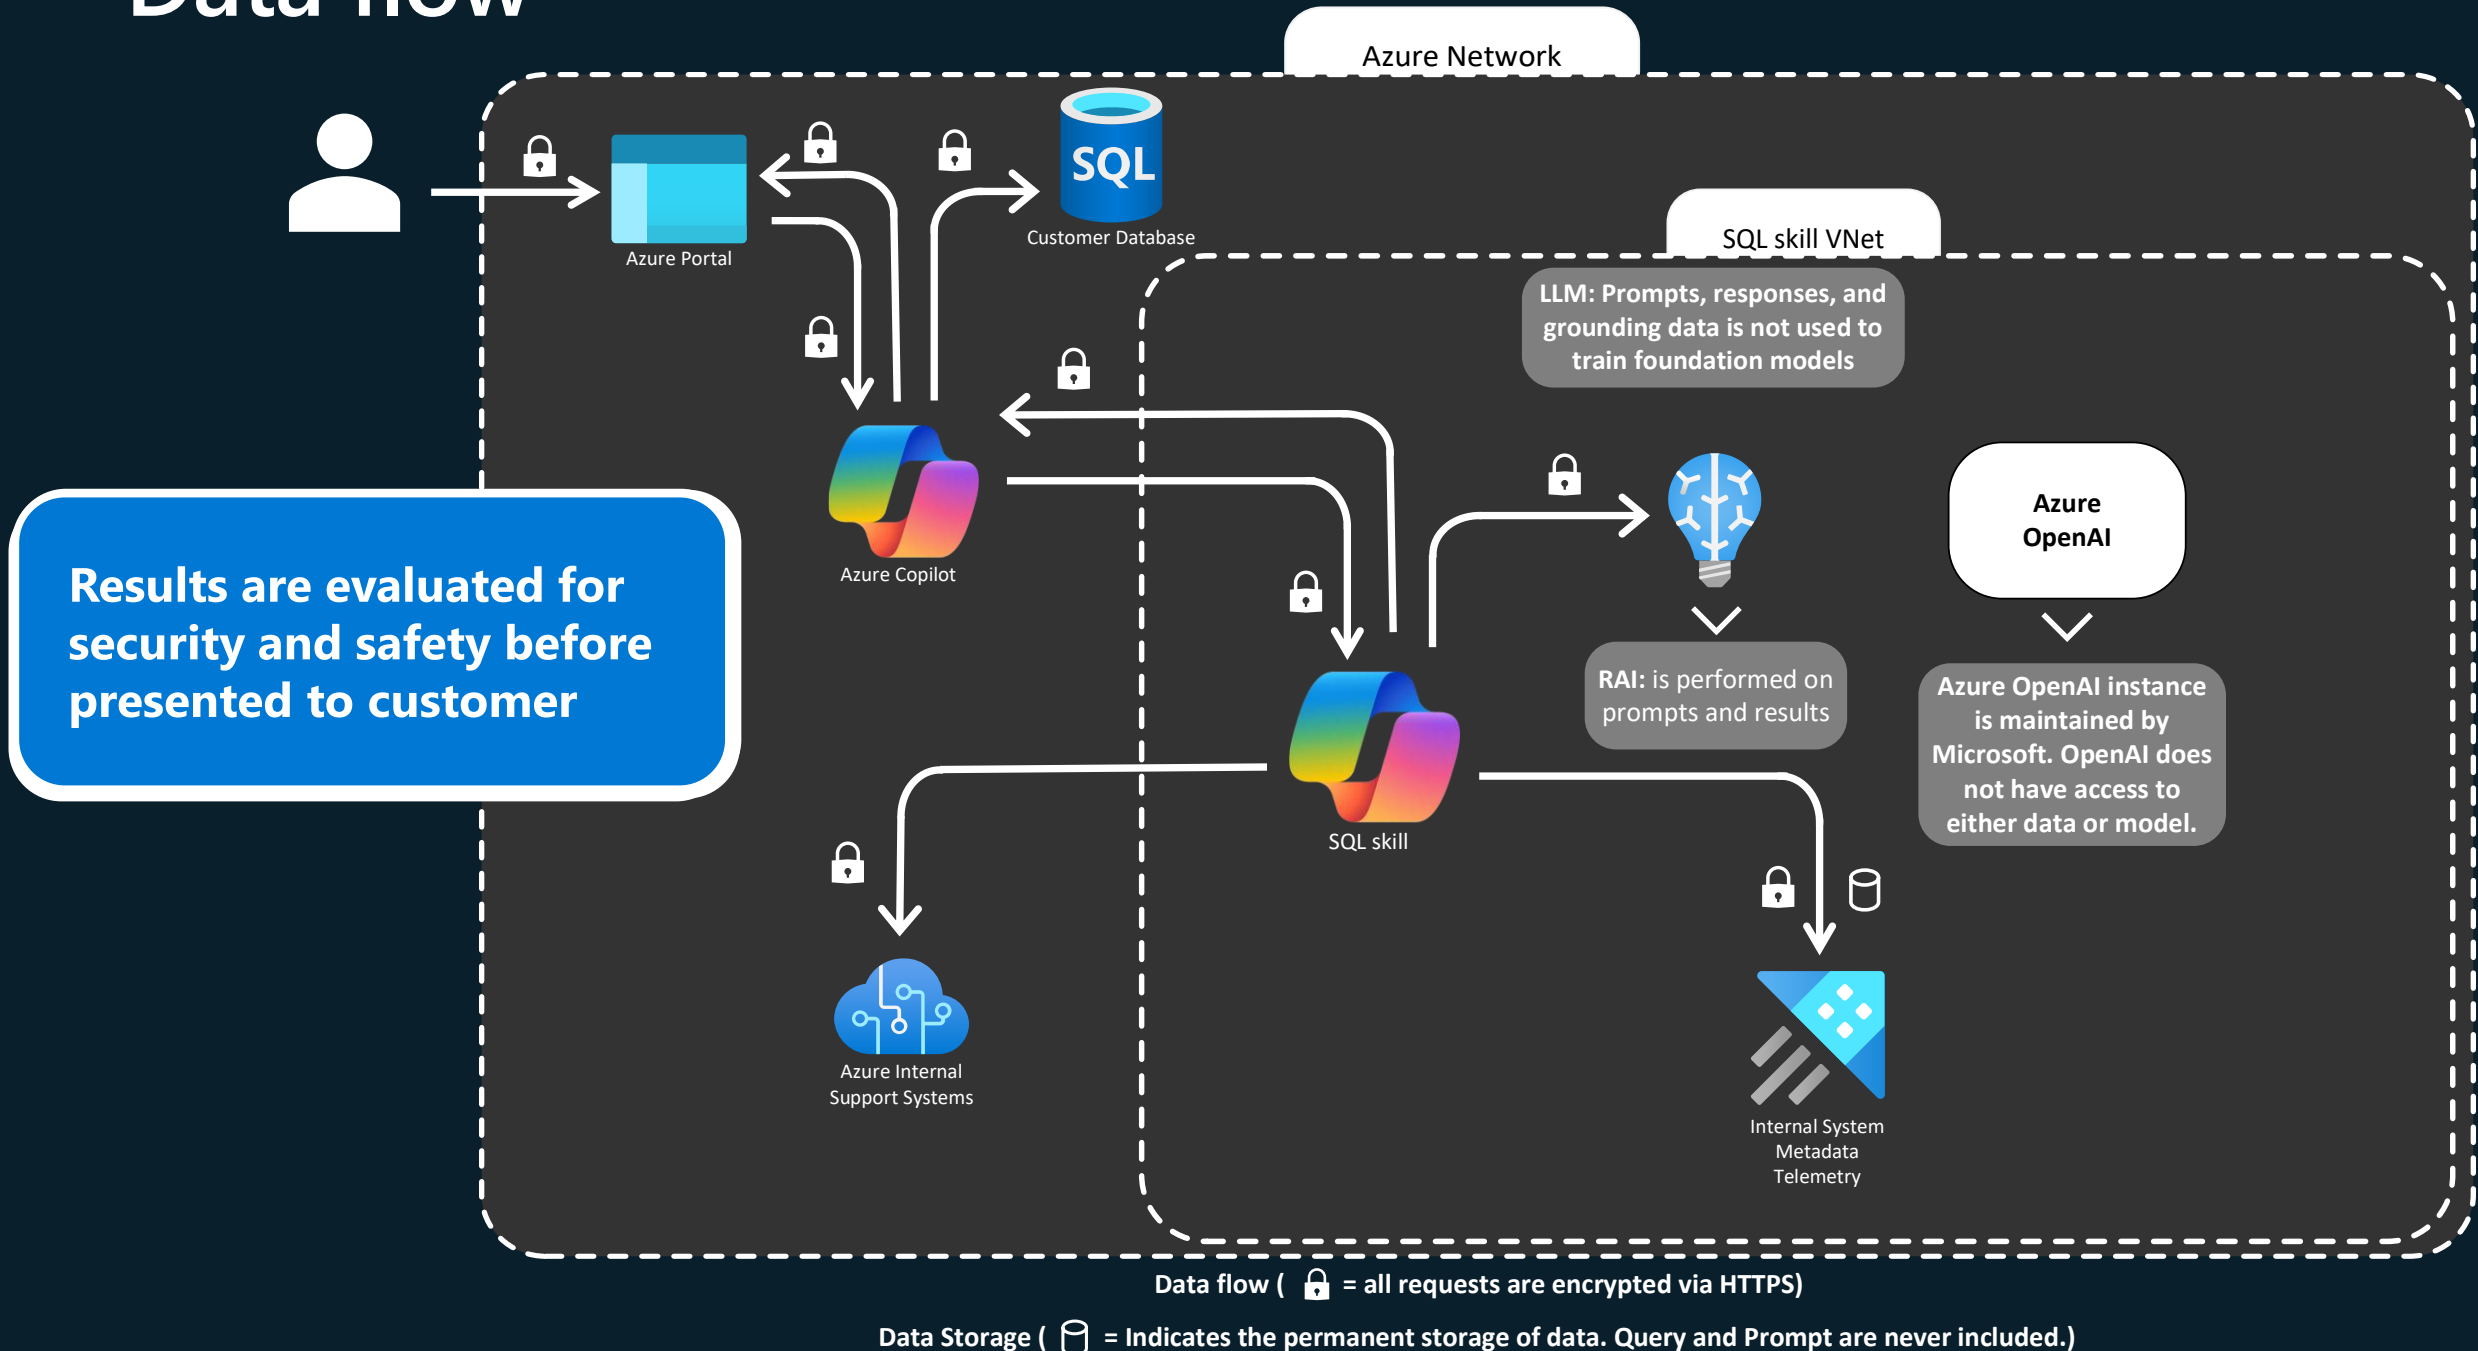 Data flow
Azure Network
SQL
Azure Portal
Customer Database
SQL skill VNet
LLM: Prompts, responses, and
grounding data is not used to
train foundation models
Azure
OpenAI
Azure Copilot
Results are evaluated for
security and safety before
presented to customer
RAI: is performed on
prompts and results
Azure OpenAI instance
is maintained by
Microsoft. OpenAI does
not have access to
either data or model.
SQL skill
Azure Internal
Support Systems
Internal System
Metadata
Telemetry
Data flow ( = all requests are encrypted via HTTPS)
Data Storage ( = Indicates the permanent storage of data. Query and Prompt are never included.)